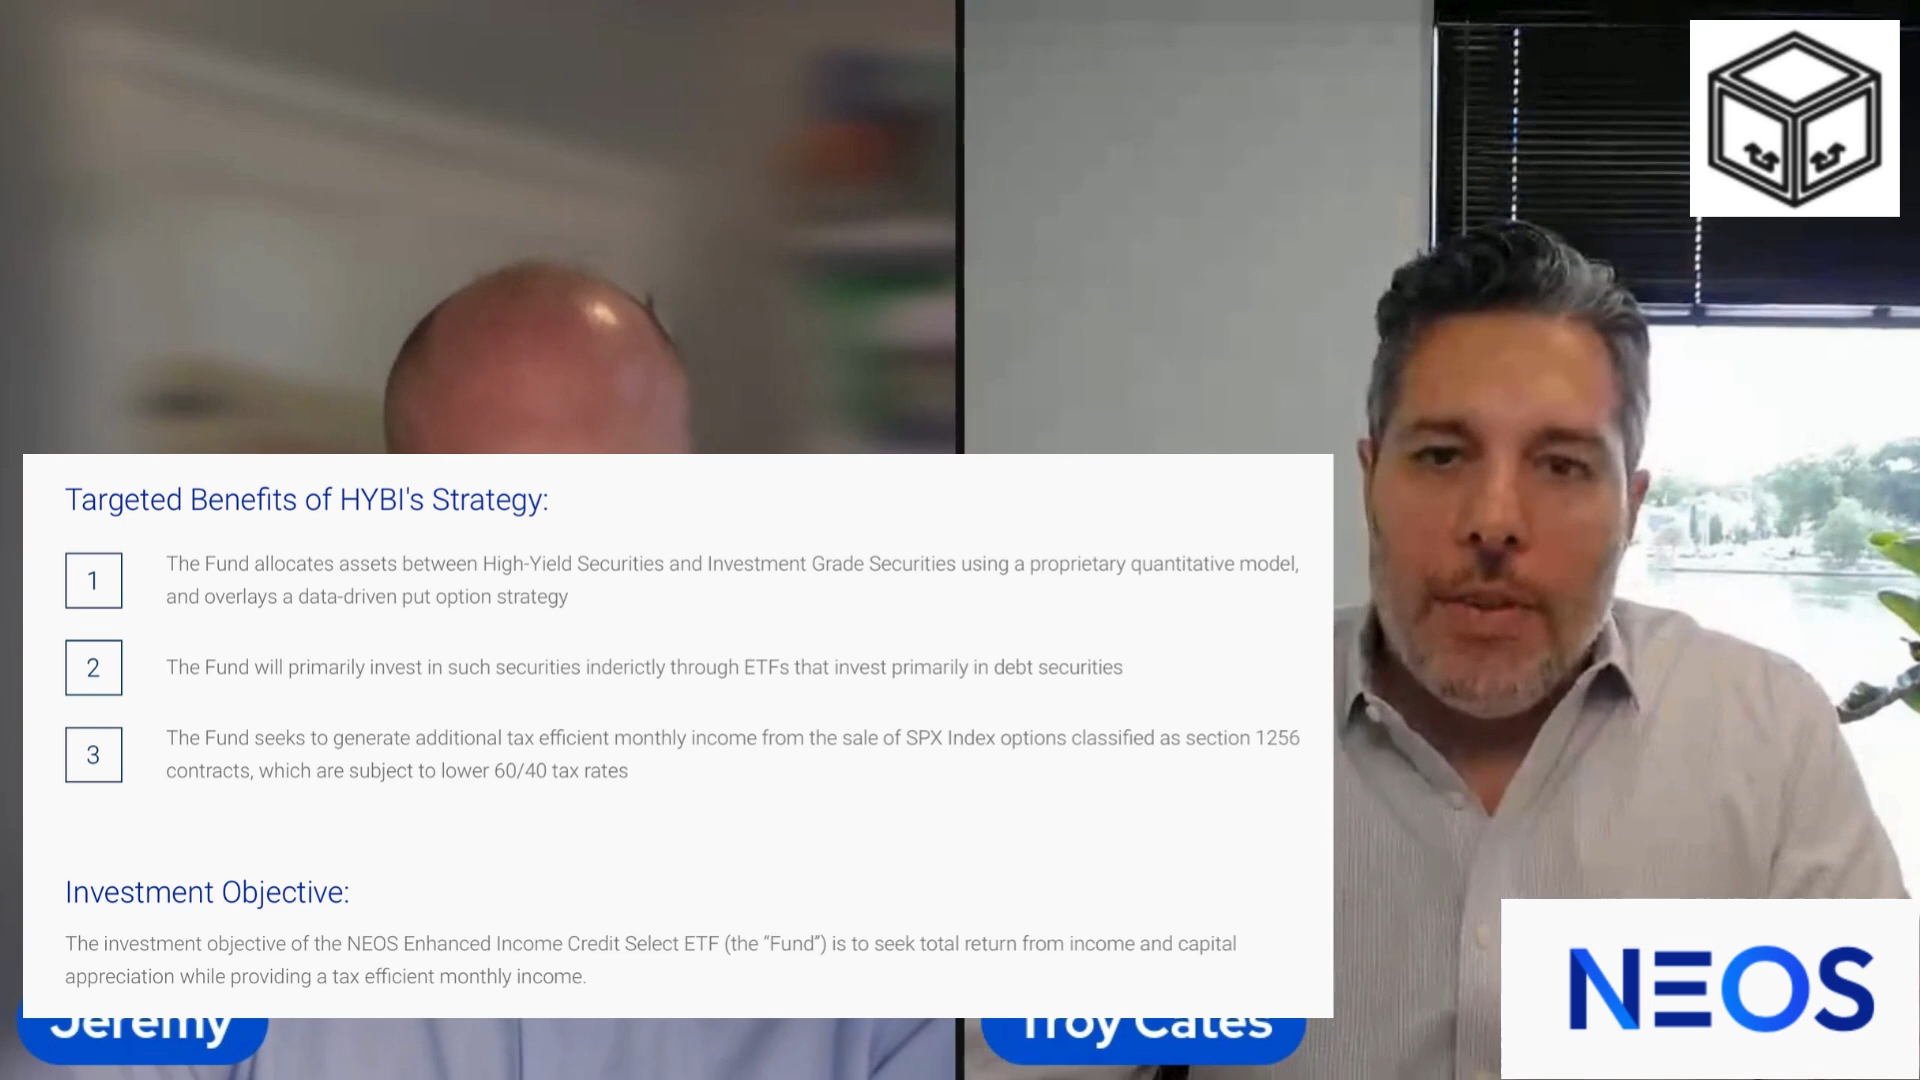 Targeted Benefits of HYBI's Strategy:
1
The Fund allocates assets between High-Yield Securities and Investment Grade Securities using a proprietary quantitative model,
and overlays a data-driven put option strategy
2
The Fund will primarily invest in such securities inderictly through ETFs that invest primarily in debt securities
3
The Fund seeks to generate additional tax efficient monthly income from the sale of SPX Index options classified as section 1256
contracts, which are subject to lower 60/40 tax rates
Investment Objective:
The investment objective of the NEOS Enhanced Income Credit Select ETF (the “Fund”) is to seek total return from income and capital
appreciation while providing a tax efficient monthly income.
Jeremy
Troy Cates
NEOS